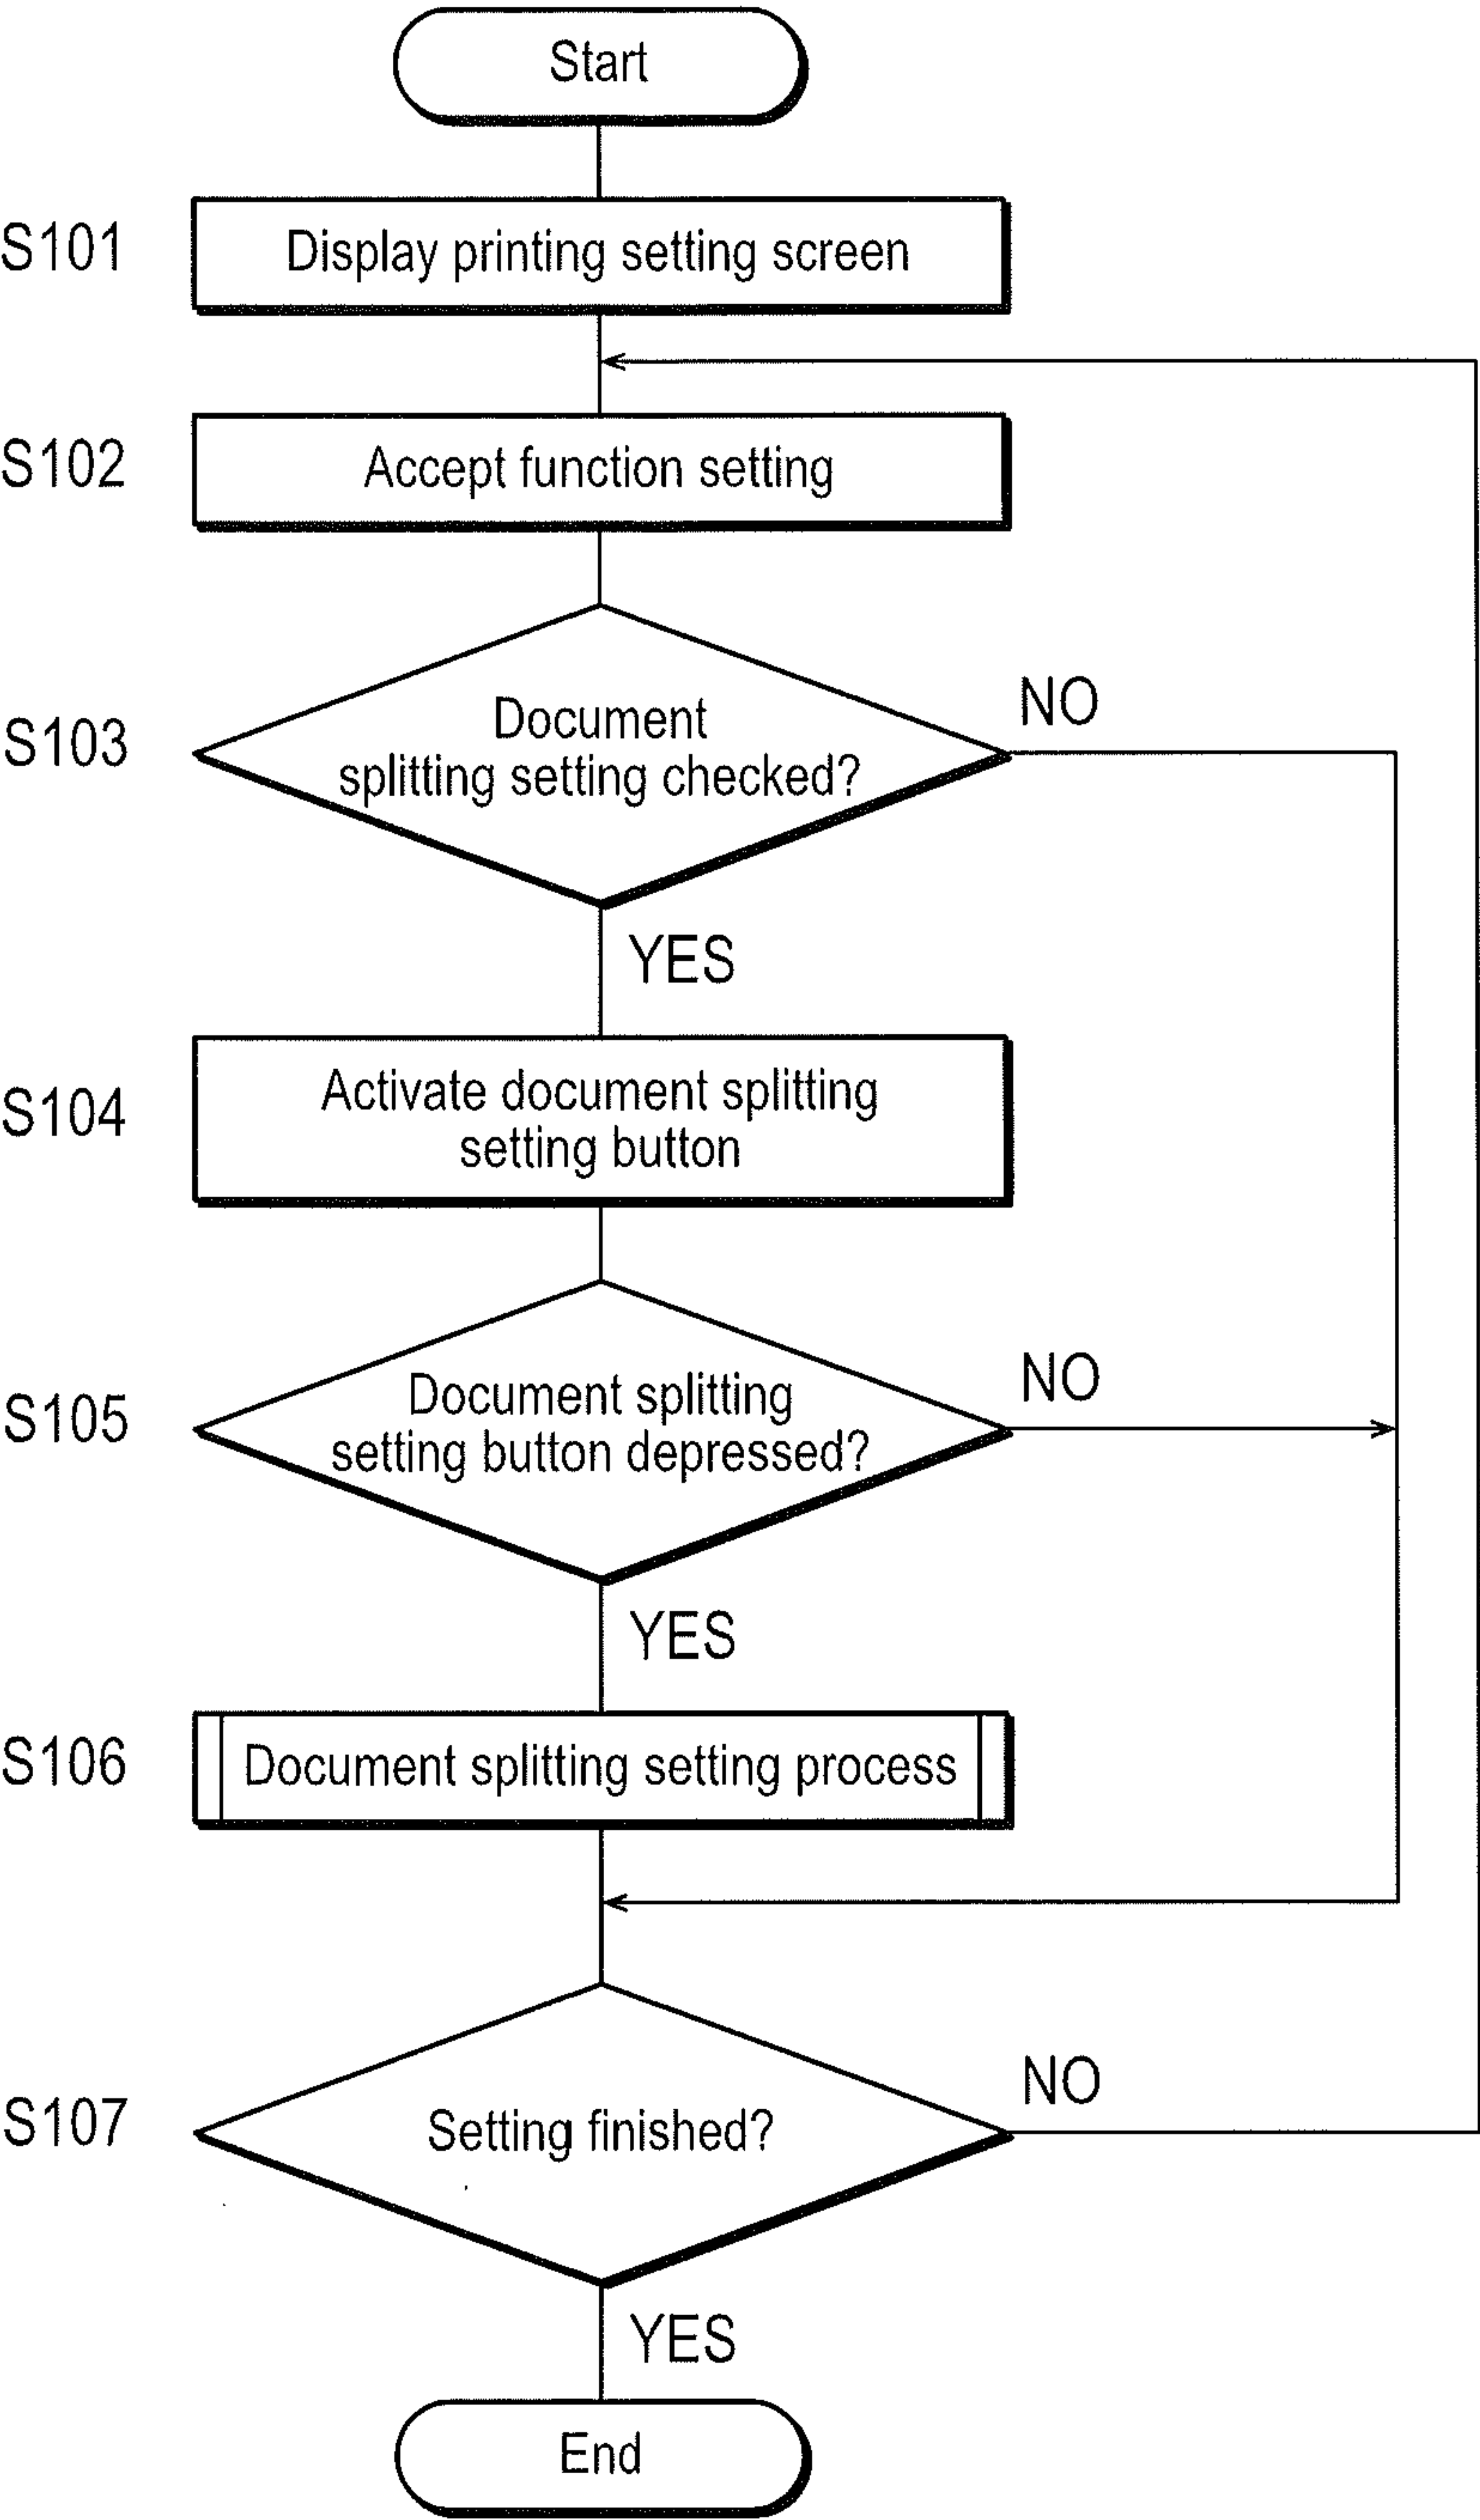 Start
S101
Display printing setting screen
S102
Accept function setting
S103
Document
splitting setting checked?
NO
YES
S104
Activate document splitting
setting button
S105
Document splitting
setting button depressed?
NO
YES
S106
Document splitting setting process
S107
Setting finished?
NO
YES
End